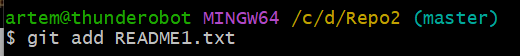 artem@thunderobot MINGW64 /c/d/Repo2 (master)
$ git add README1.txt